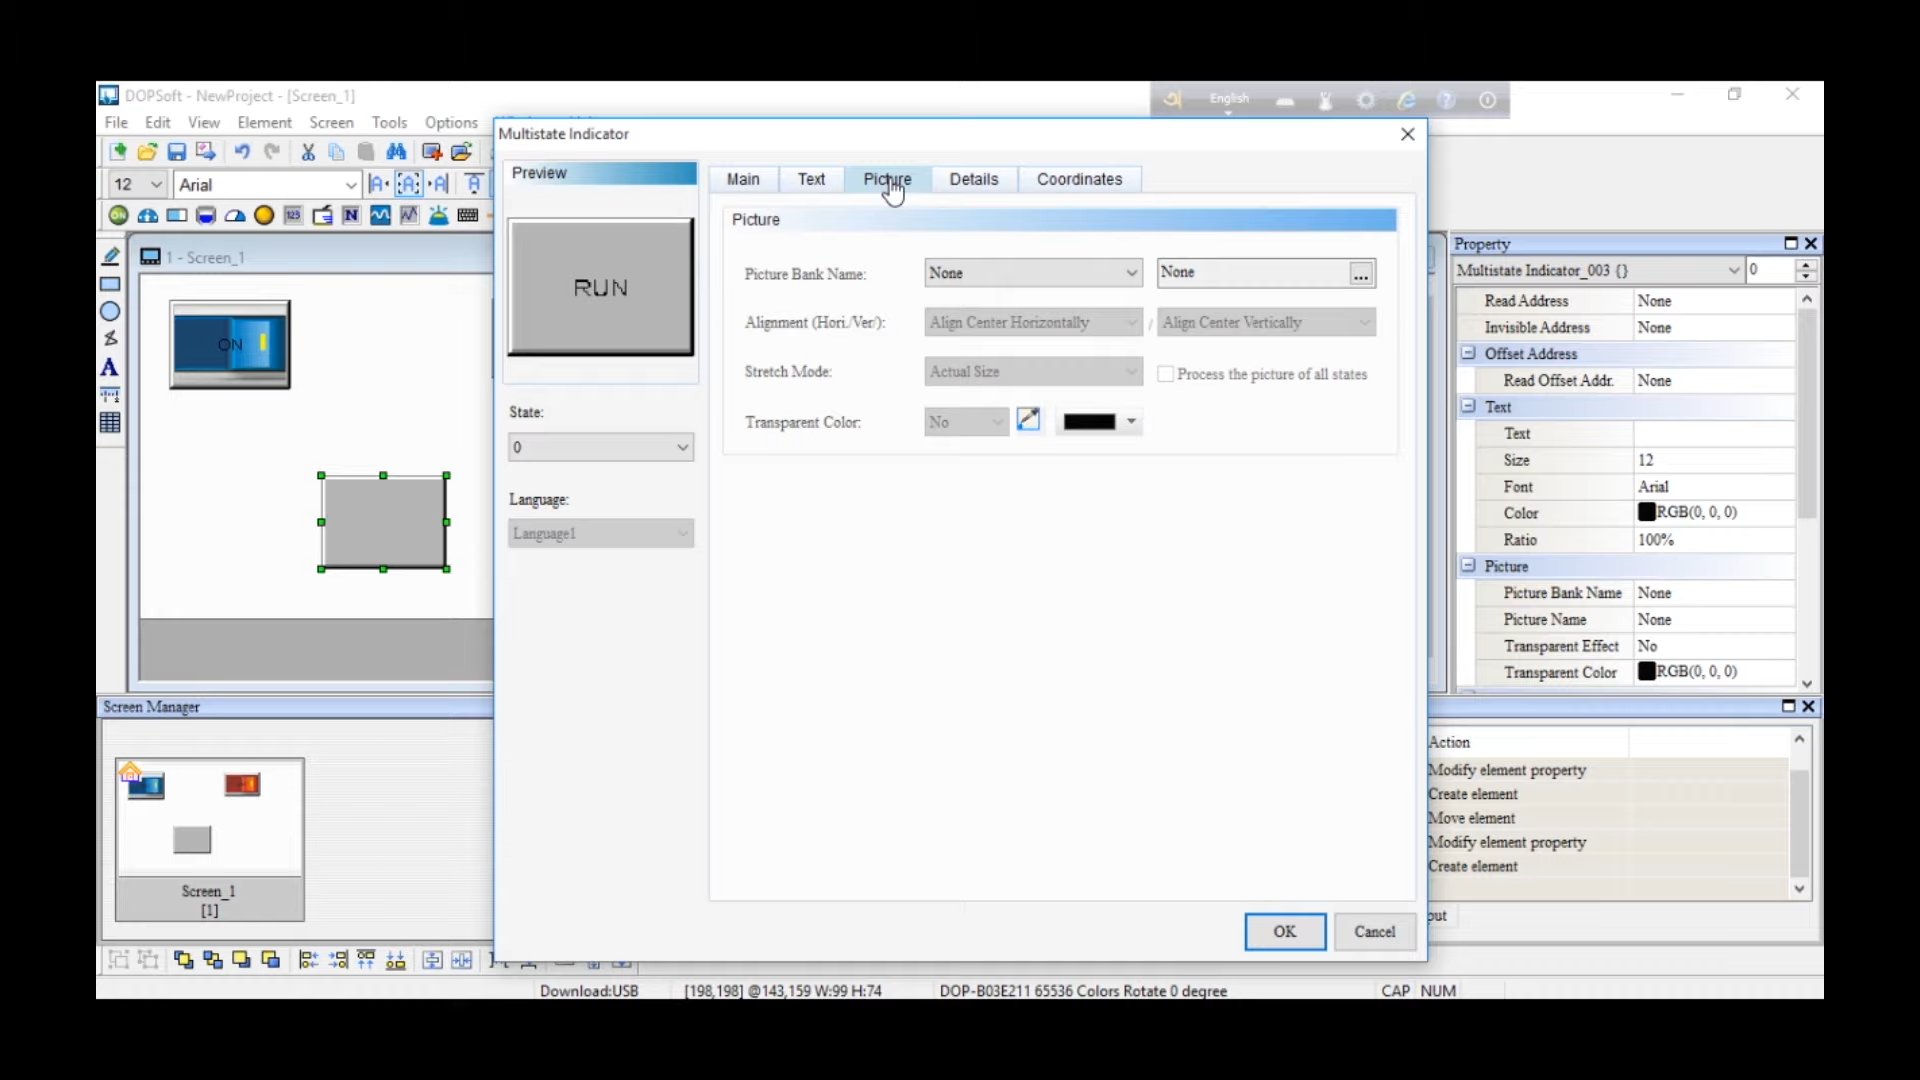 DOPSoft - NewProject - [Screen_1]
English
File Edit View Element Screen Tools Options
12 Arial
1 - Screen_1
ON
Multistate Indicator
Preview
RUN
State:
0
Language:
Language1
Main Text Picture Details Coordinates
Picture
Picture Bank Name: None None ...
Alignment (Hori./Ver/): Align Center Horizontally / Align Center Vertically
Stretch Mode: Actual Size Process the picture of all states
Transparent Color: No
OK Cancel
Property
Multistate Indicator_003 {} 0
Read Address None
Invisible Address None
Offset Address
Read Offset Addr. None
Text
Text
Size 12
Font Arial
Color RGB(0, 0, 0)
Ratio 100%
Picture
Picture Bank Name None
Picture Name None
Transparent Effect No
Transparent Color RGB(0, 0, 0)
Screen Manager
Screen_1
[1]
Action
Modify element property
Create element
Move element
Modify element property
Create element
put
Download:USB [198,198] @143,159 W:99 H:74 DOP-B03E211 65536 Colors Rotate 0 degree CAP NUM